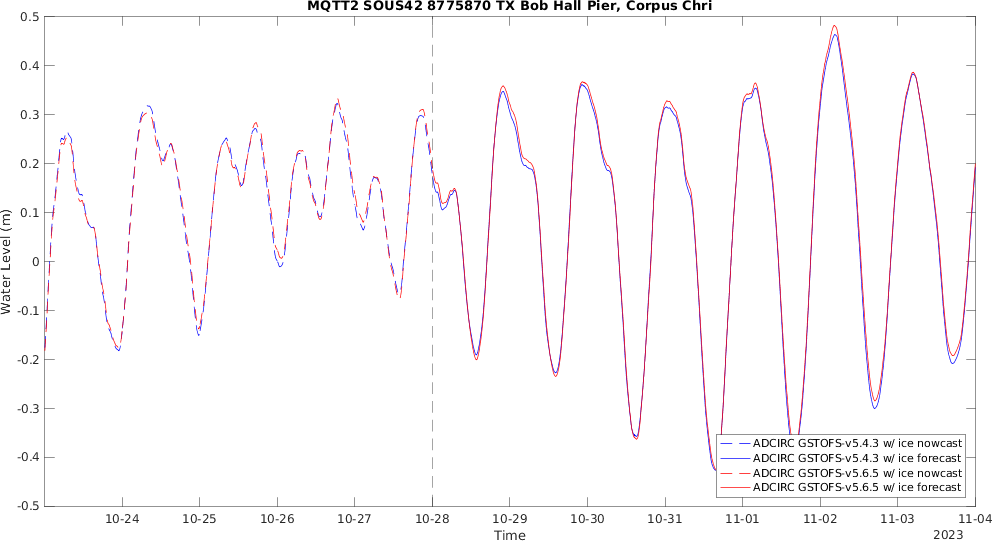 MQTT2 SOUS42 8775870 TX Bob Hall Pier, Corpus Chri
0.5
0.4
0.3
0.2
0.1
0
-0.1
-0.2
-0.3
-0.4
-0.5
Water Level (m)
ADCIRC GSTOFS-v5.4.3 w/ ice nowcast
ADCIRC GSTOFS-v5.4.3 w/ ice forecast
ADCIRC GSTOFS-v5.6.5 w/ ice nowcast
ADCIRC GSTOFS-v5.6.5 w/ ice forecast
10-24 10-25 10-26 10-27 10-28 10-29 10-30 10-31 11-01 11-02 11-03 11-04
Time
2023